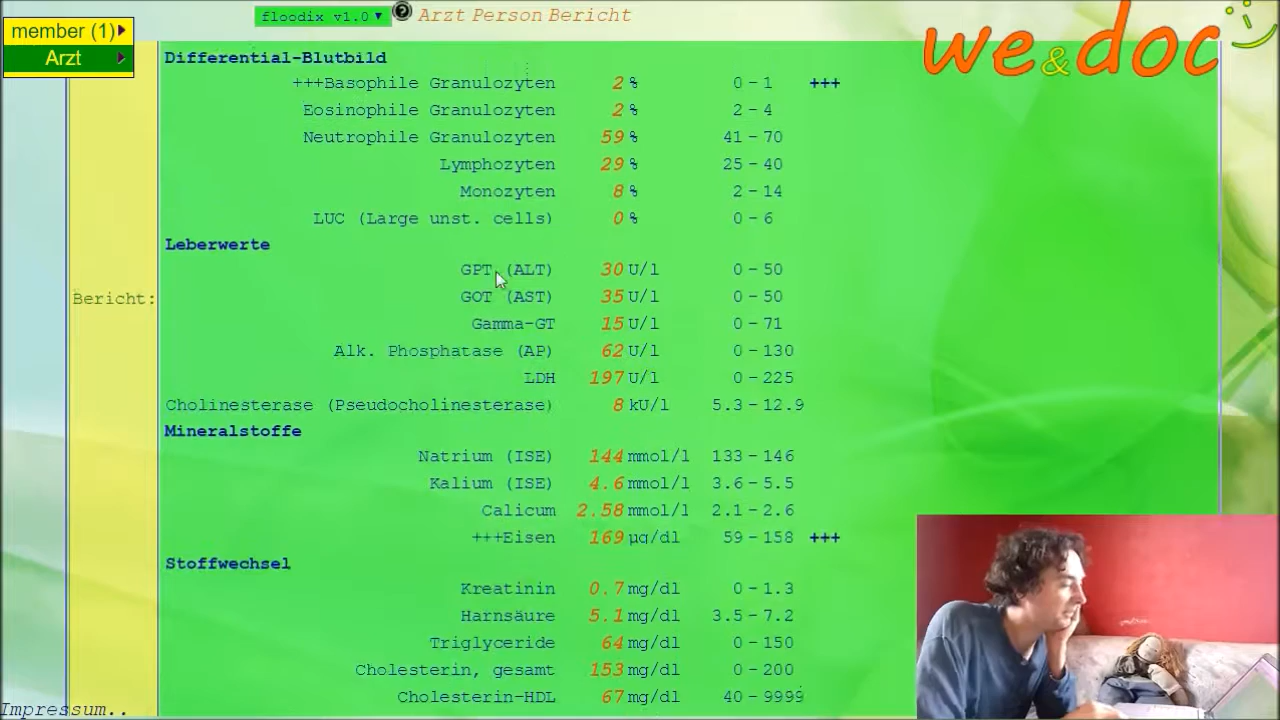 floodix v1.0 ▼ ? Arzt Person Bericht
member (1)
Arzt
we&doc
Differential-Blutbild
+++Basophile Granulozyten 2 % 0 - 1 +++
Eosinophile Granulozyten 2 % 2 - 4
Neutrophile Granulozyten 59 % 41 - 70
Lymphozyten 29 % 25 - 40
Monozyten 8 % 2 - 14
LUC (Large unst. cells) 0 % 0 - 6
Leberwerte
GPT (ALT) 30 U/l 0 - 50
Bericht:
GOT (AST) 35 U/l 0 - 50
Gamma-GT 15 U/l 0 - 71
Alk. Phosphatase (AP) 62 U/l 0 - 130
LDH 197 U/l 0 - 225
Cholinesterase (Pseudocholinesterase) 8 kU/l 5.3 - 12.9
Mineralstoffe
Natrium (ISE) 144 mmol/l 133 - 146
Kalium (ISE) 4.6 mmol/l 3.6 - 5.5
Calicum 2.58 mmol/l 2.1 - 2.6
+++Eisen 169 µg/dl 59 - 158 +++
Stoffwechsel
Kreatinin 0.7 mg/dl 0 - 1.3
Harnsäure 5.1 mg/dl 3.5 - 7.2
Triglyceride 64 mg/dl 0 - 150
Cholesterin, gesamt 153 mg/dl 0 - 200
Cholesterin-HDL 67 mg/dl 40 - 9999
Impressum..